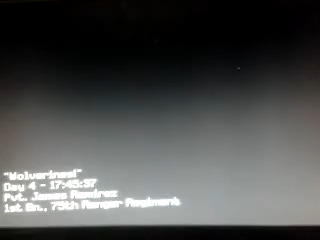 "Wolverines!"
Day 4 - 17:45:37
Pvt. James Ramirez
1st Bn., 75th Ranger Regiment